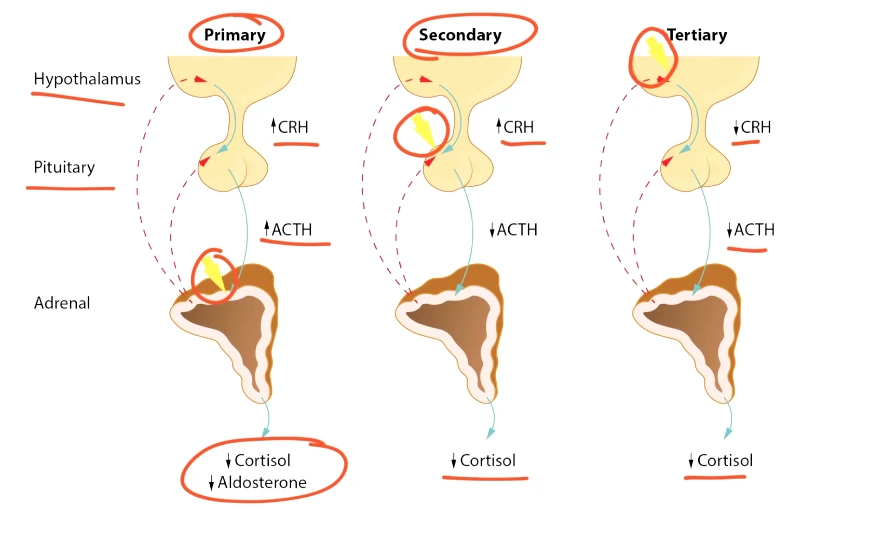 Primary
Secondary
Tertiary
Hypothalamus
↑CRH
↑CRH
↓CRH
Pituitary
↑ACTH
↓ACTH
↓ACTH
Adrenal
↓Cortisol
↓Aldosterone
↓Cortisol
↓Cortisol